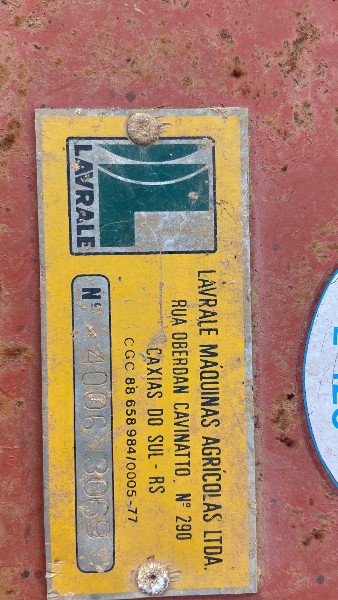 LAVRALE
LAVRALE MÁQUINAS AGRÍCOLAS LTDA.
RUA OBERDAN CAVINATTO, Nº 290
CAXIAS DO SUL - RS
CGC 88 658 984/0005-77
Nº 4006 8069